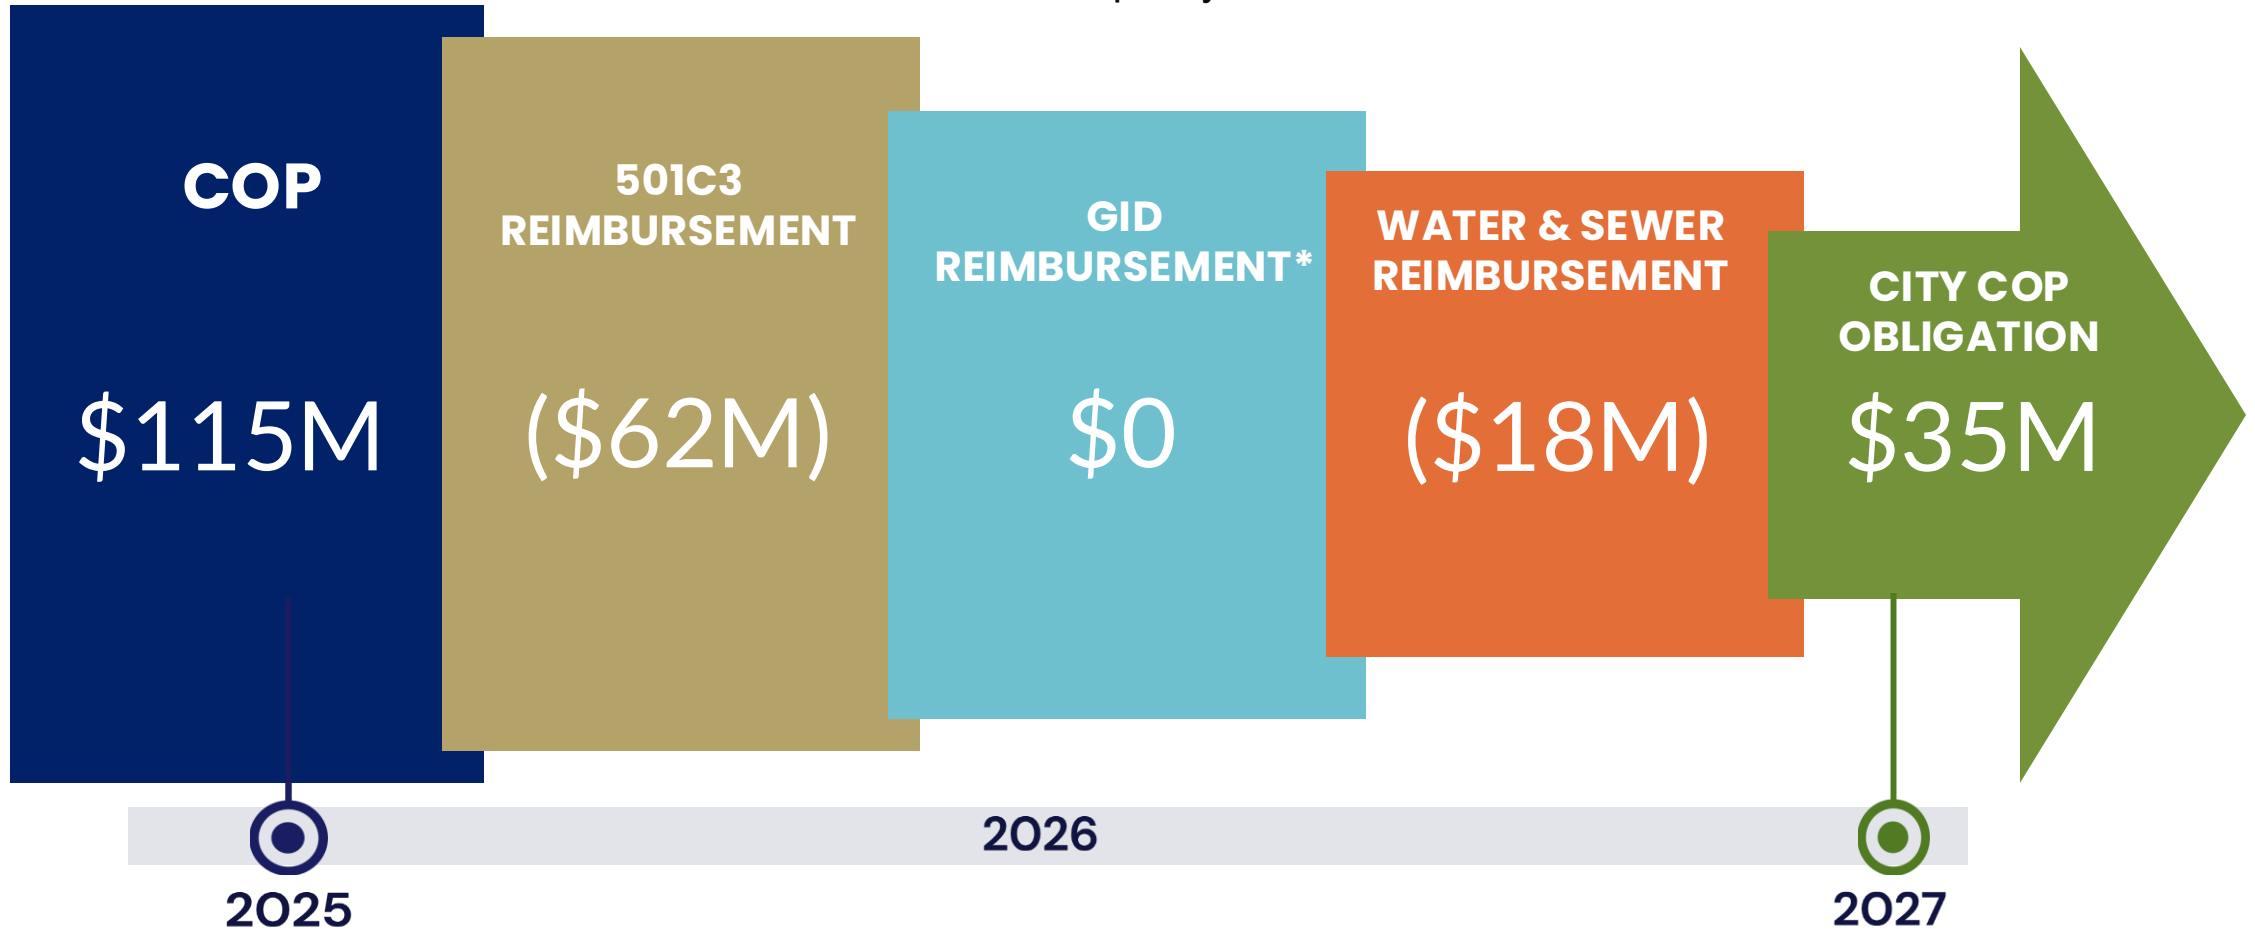 COP
$115M
501C3
REIMBURSEMENT
($62M)
GID
REIMBURSEMENT*
$0
WATER & SEWER
REIMBURSEMENT
($18M)
CITY COP
OBLIGATION
$35M
2026
2025
2027